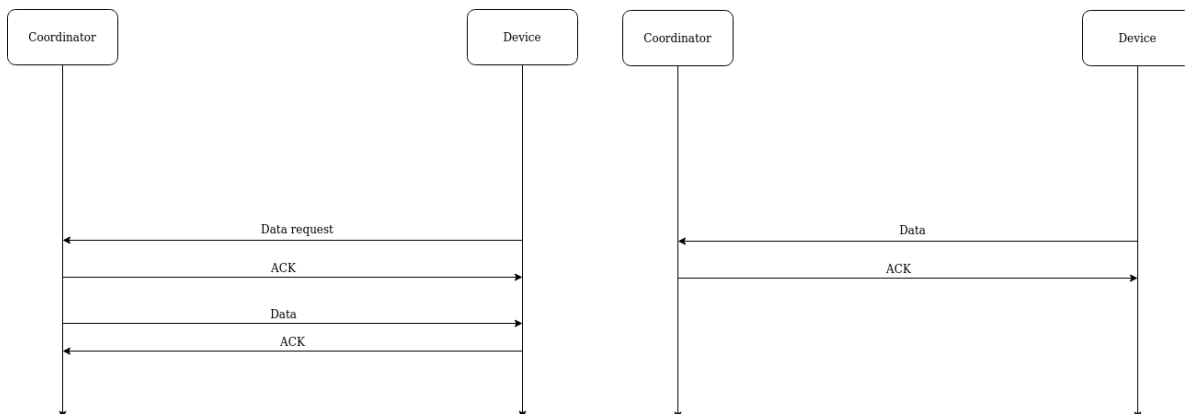 Coordinator
Device
Data request
ACK
Data
ACK
Coordinator
Device
Data
ACK